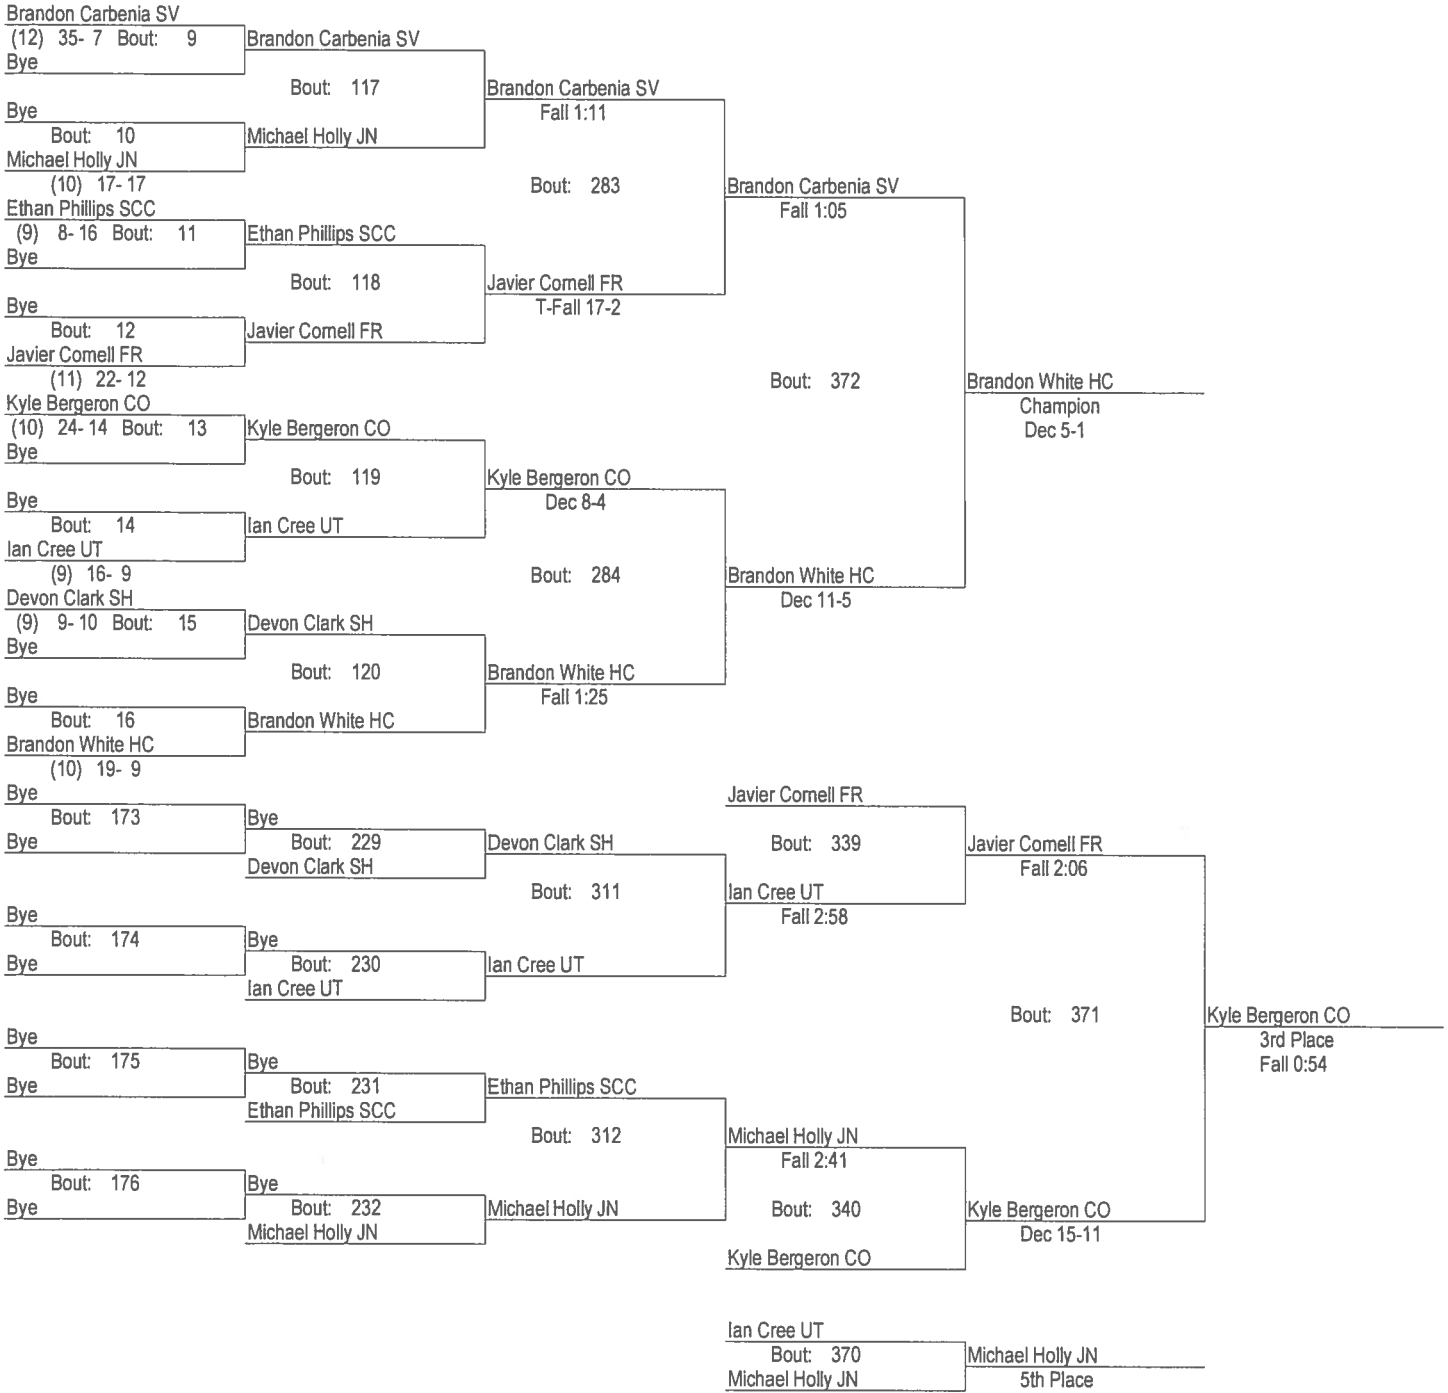 Brandon Carbenia SV
(12) 35- 7 Bout: 9
Bye
Brandon Carbenia SV
Bout: 117
Bye
Bout: 10
Michael Holly JN
(10) 17- 17
Michael Holly JN
Brandon Carbenia SV
Fall 1:11
Bout: 283
Ethan Phillips SCC
(9) 8- 16 Bout: 11
Bye
Ethan Phillips SCC
Bout: 118
Bye
Bout: 12
Javier Cornell FR
(11) 22- 12
Javier Cornell FR
Javier Cornell FR
T-Fall 17-2
Brandon Carbenia SV
Fall 1:05
Bout: 372
Brandon White HC
Champion
Dec 5-1
Kyle Bergeron CO
(10) 24- 14 Bout: 13
Bye
Kyle Bergeron CO
Bout: 119
Bye
Bout: 14
Ian Cree UT
(9) 16- 9
Ian Cree UT
Kyle Bergeron CO
Dec 8-4
Bout: 284
Devon Clark SH
(9) 9- 10 Bout: 15
Bye
Devon Clark SH
Bout: 120
Bye
Bout: 16
Brandon White HC
(10) 19- 9
Brandon White HC
Brandon White HC
Fall 1:25
Brandon White HC
Dec 11-5
Bye
Bout: 173
Bye
Bye
Bout: 229
Devon Clark SH
Devon Clark SH
Bout: 311
Bye
Bout: 174
Bye
Bye
Bout: 230
Ian Cree UT
Ian Cree UT
Javier Cornell FR
Bout: 339
Ian Cree UT
Fall 2:58
Javier Cornell FR
Fall 2:06
Bout: 371
Kyle Bergeron CO
3rd Place
Fall 0:54
Bye
Bout: 175
Bye
Bye
Bout: 231
Ethan Phillips SCC
Ethan Phillips SCC
Bout: 312
Bye
Bout: 176
Bye
Bye
Bout: 232
Michael Holly JN
Michael Holly JN
Michael Holly JN
Fall 2:41
Bout: 340
Kyle Bergeron CO
Kyle Bergeron CO
Dec 15-11
Ian Cree UT
Bout: 370
Michael Holly JN
Michael Holly JN
5th Place